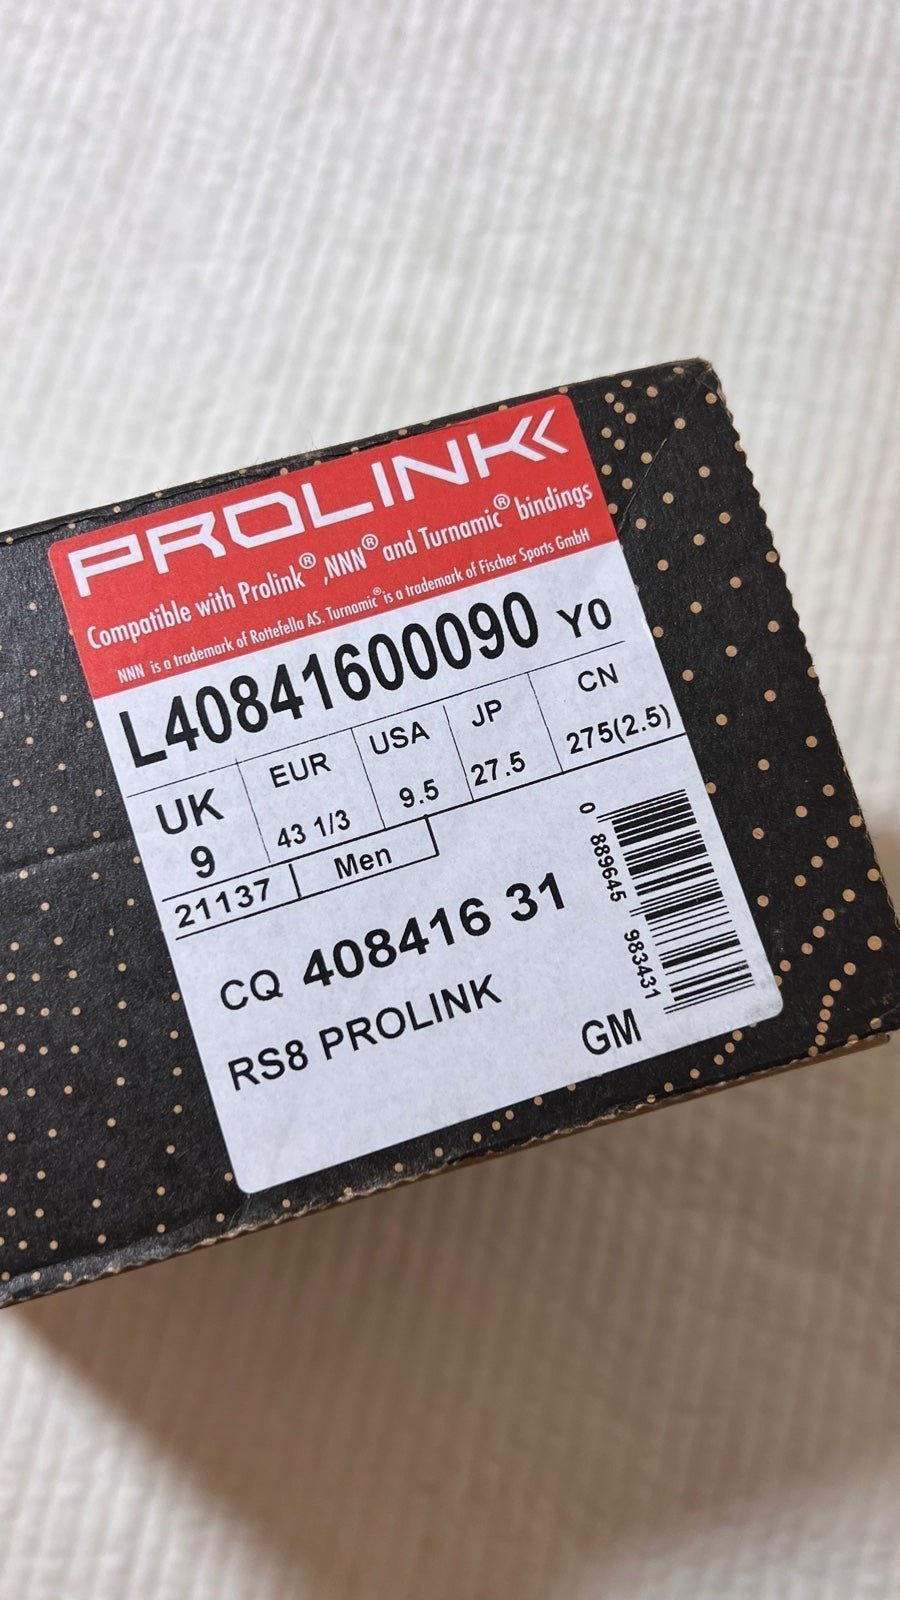 PROLINK
Compatible with Prolink® ,NNN® and Turnamic® bindings
NNN is a trademark of Rottefella AS. Turnamic® is a trademark of Fischer Sports GmbH
L40841600090 Y0
UK EUR USA JP CN
9 43 1/3 9.5 27.5 275(2.5)
21137 Men
CQ 408416 31
RS8 PROLINK
0 889645 983431
GM